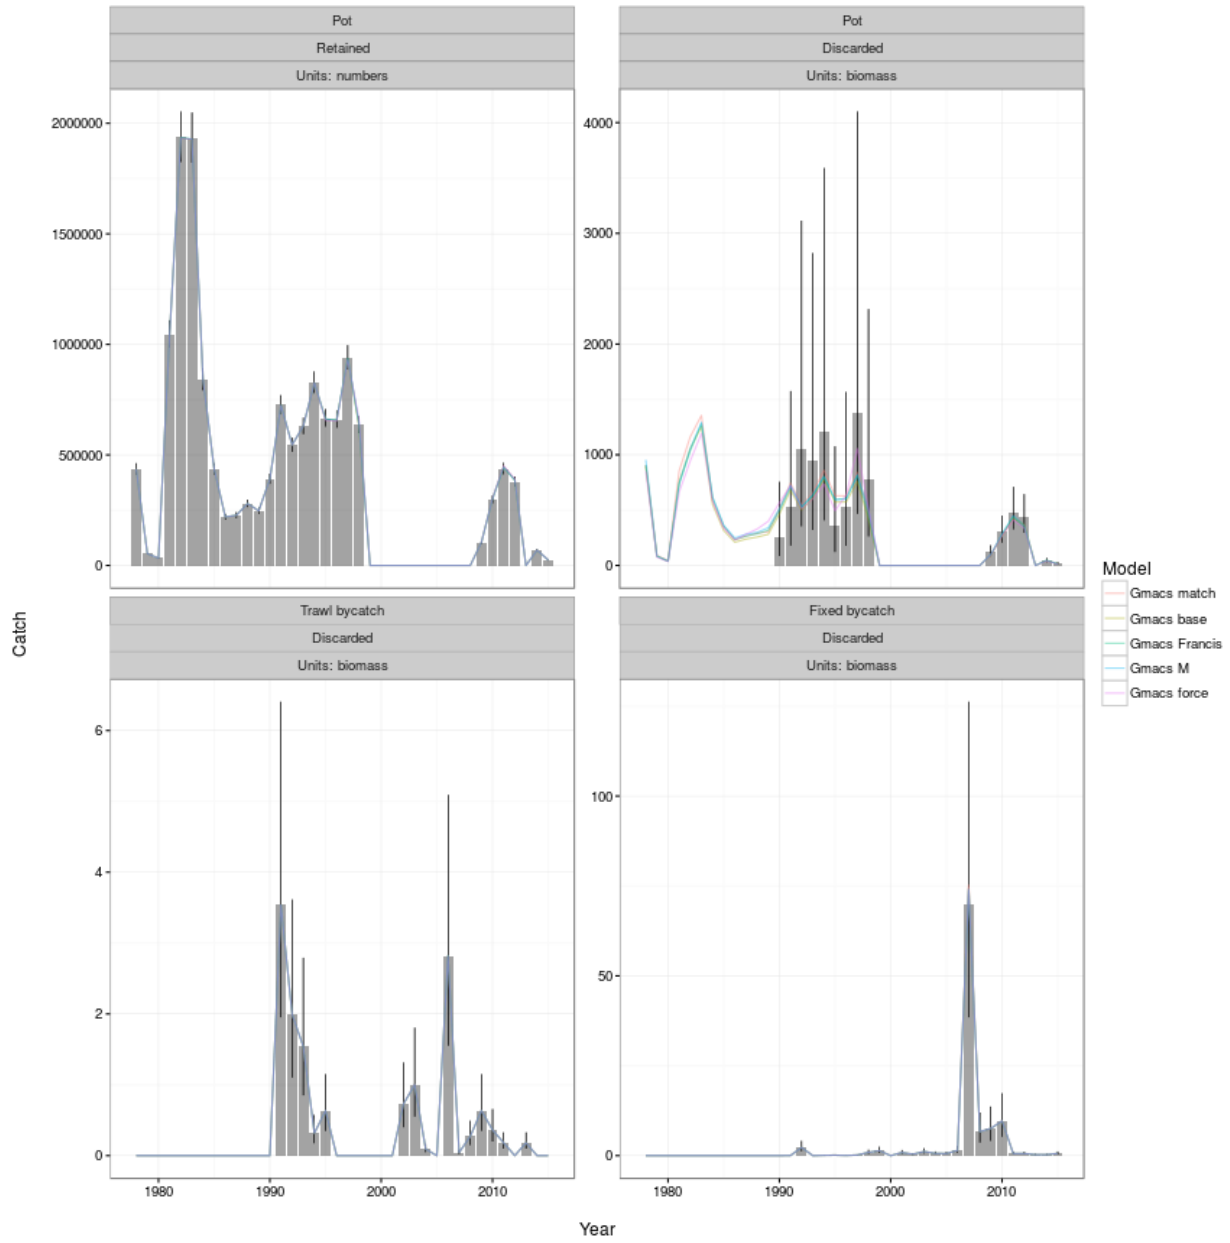 Pot
Retained
Units: numbers
2000000
1500000
1000000
500000
0
Pot
Discarded
Units: biomass
4000
3000
2000
1000
0
Trawl bycatch
Discarded
Units: biomass
6
4
2
0
1980
1990
2000
2010
Fixed bycatch
Discarded
Units: biomass
100
50
0
1980
1990
2000
2010
Catch
Year
Model
Gmacs match
Gmacs base
Gmacs Francis
Gmacs M
Gmacs force